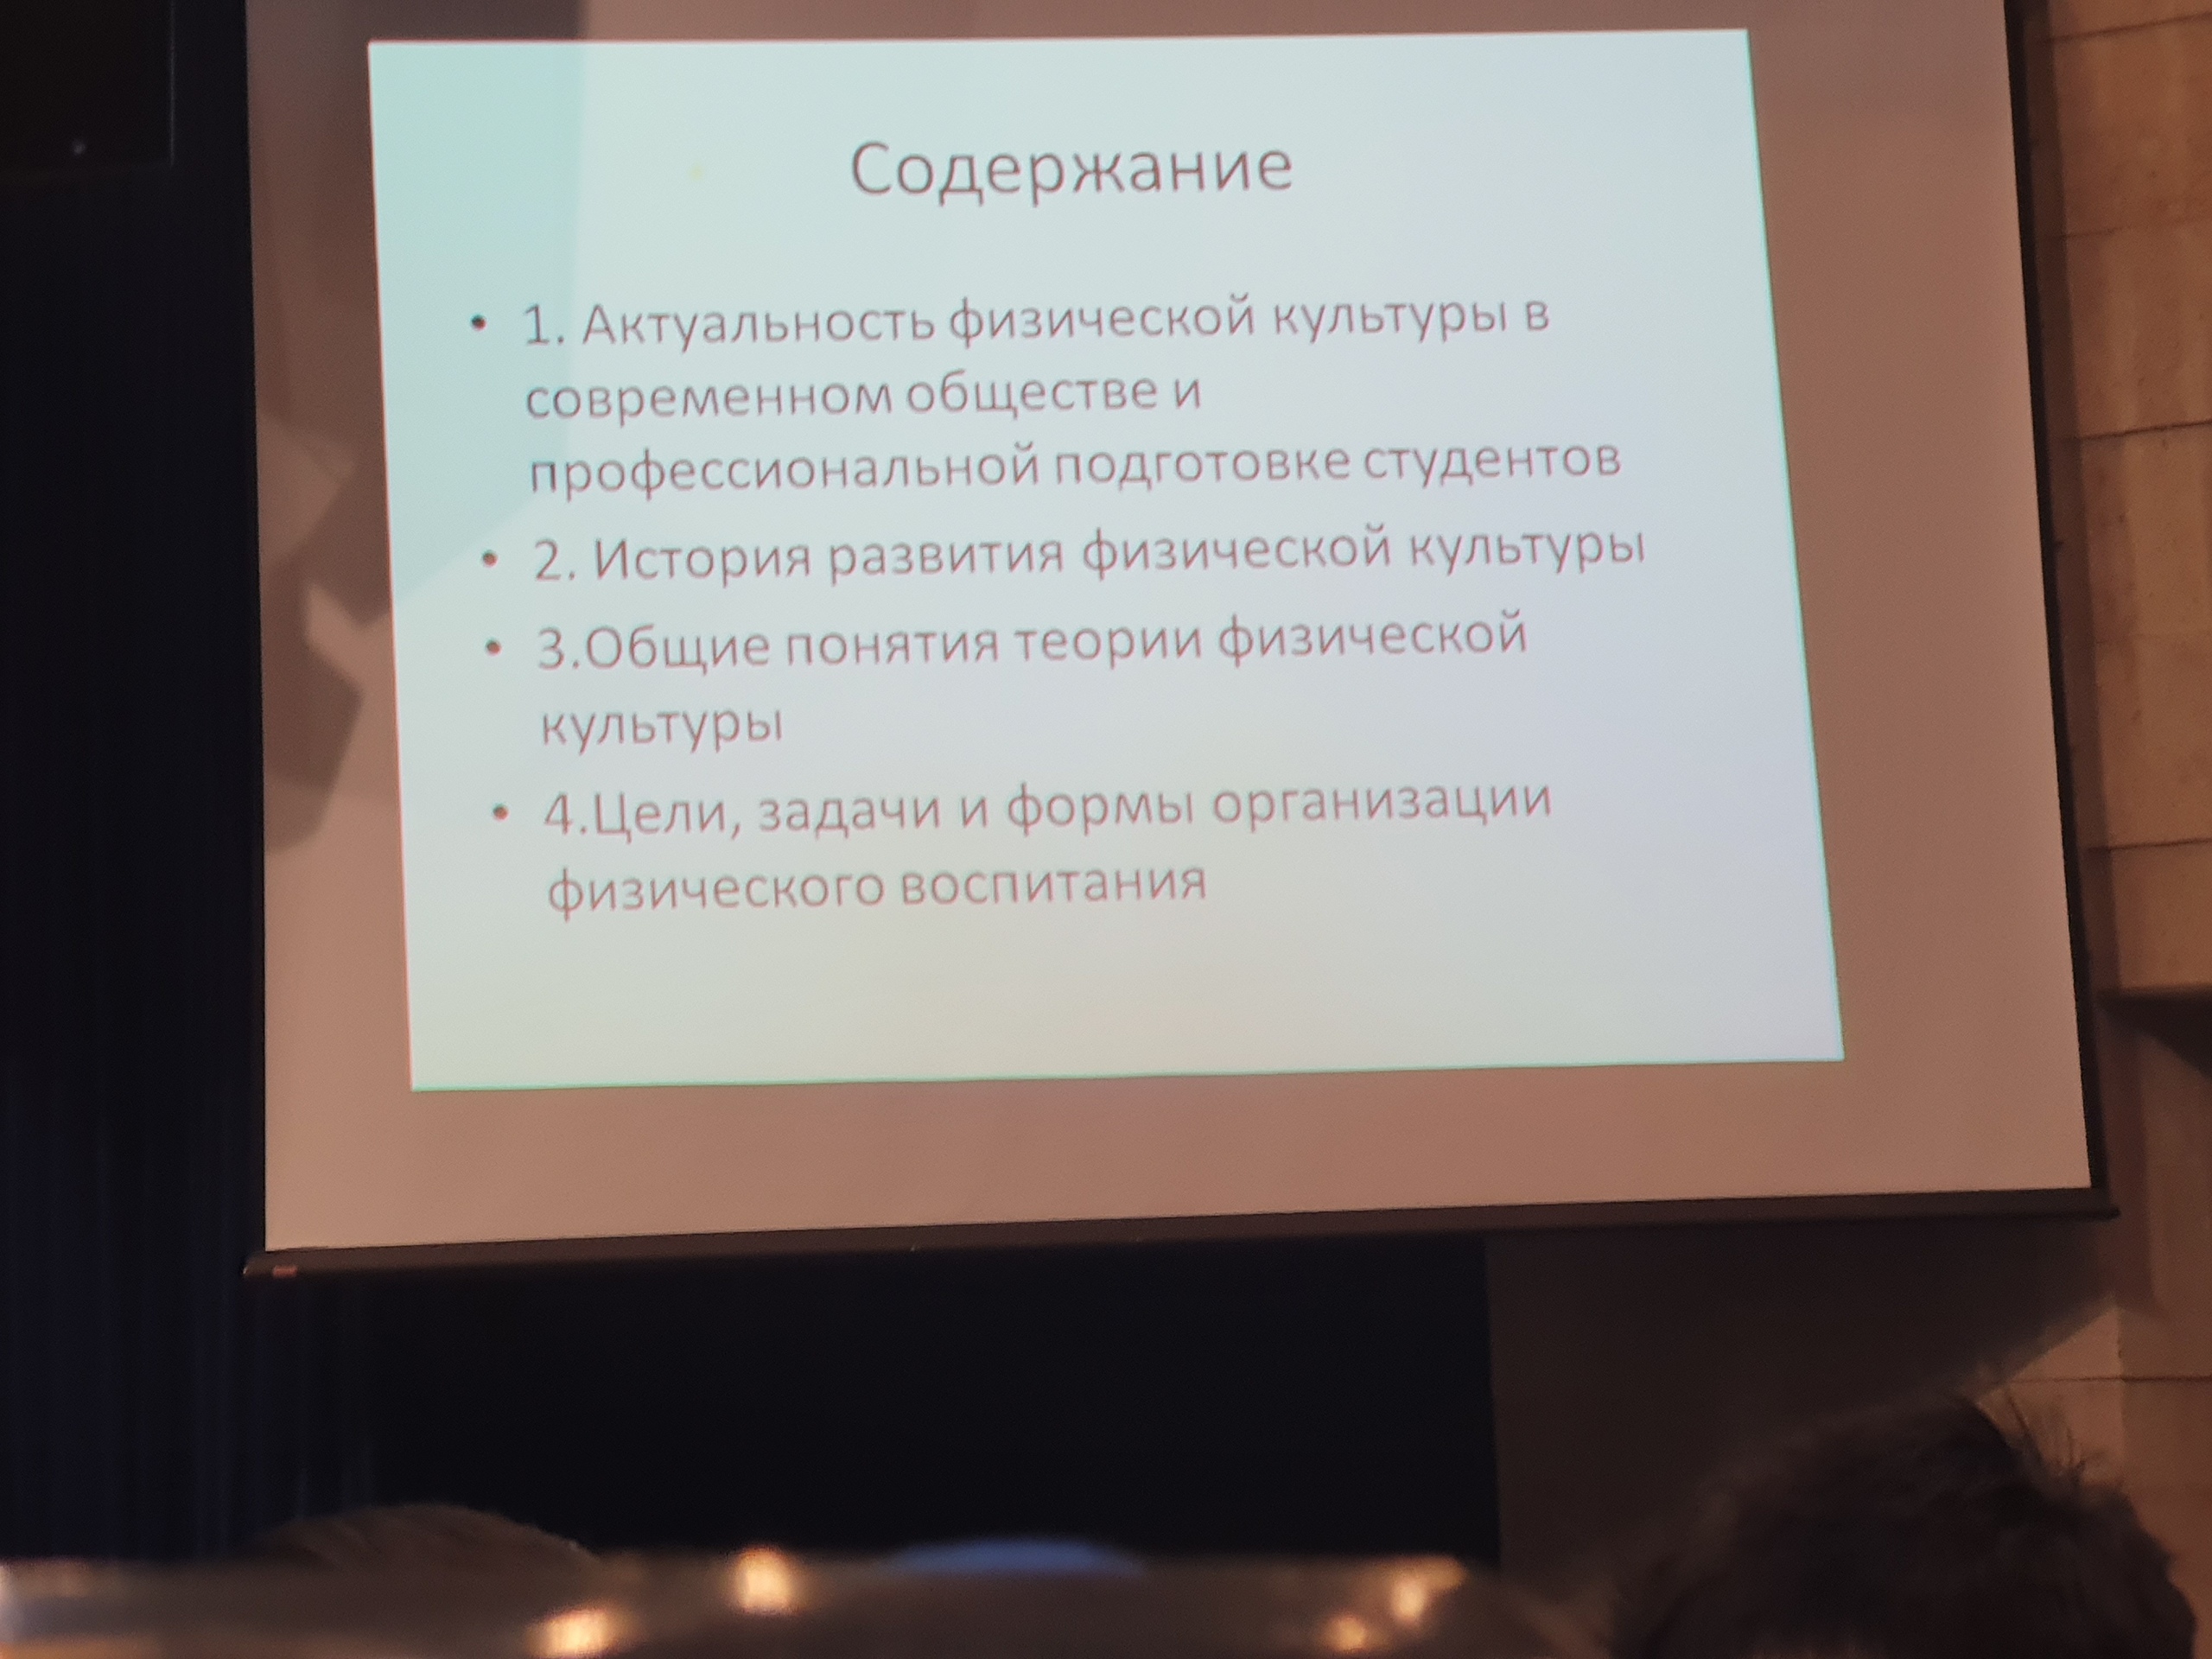 Содержание
• 1. Актуальность физической культуры в
современном обществе и
профессиональной подготовке студентов
• 2. История развития физической культуры
• 3.Общие понятия теории физической
культуры
• 4.Цели, задачи и формы организации
физического воспитания